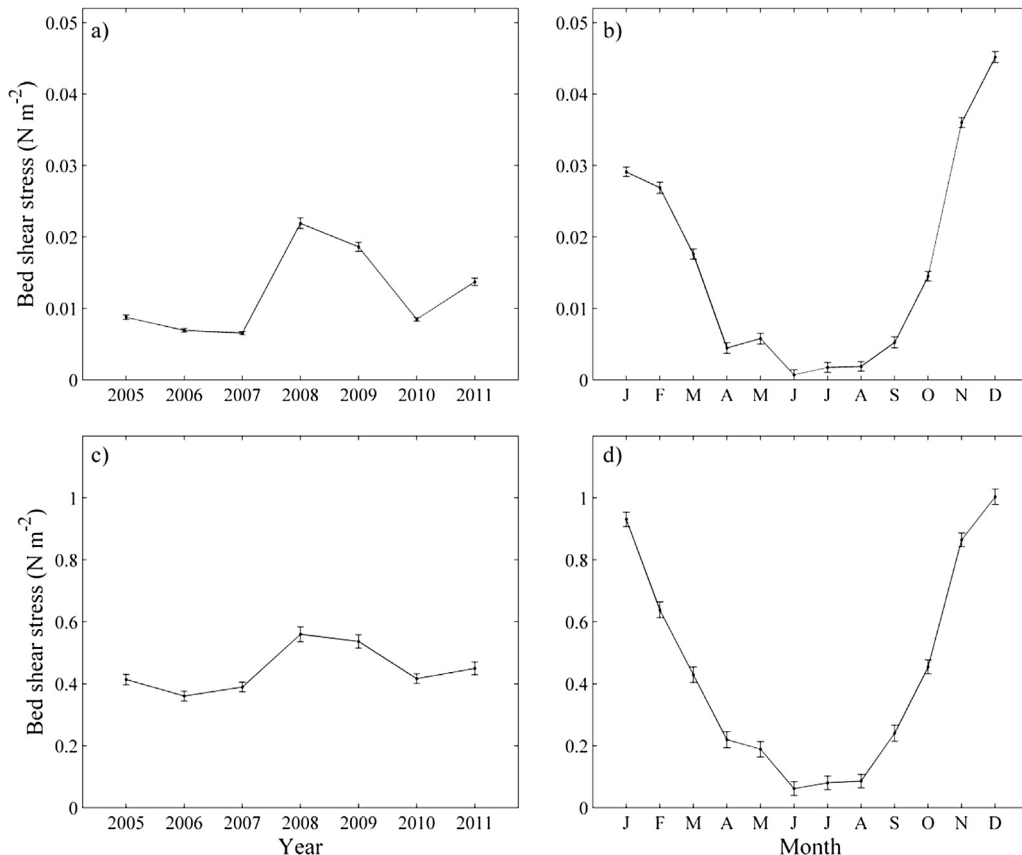 a)
Bed shear stress (N m⁻²)
0.05
0.04
0.03
0.02
0.01
0
2005 2006 2007 2008 2009 2010 2011
b)
0.05
0.04
0.03
0.02
0.01
0
J F M A M J J A S O N D
c)
Bed shear stress (N m⁻²)
1
0.8
0.6
0.4
0.2
0
2005 2006 2007 2008 2009 2010 2011
Year
d)
1
0.8
0.6
0.4
0.2
0
J F M A M J J A S O N D
Month